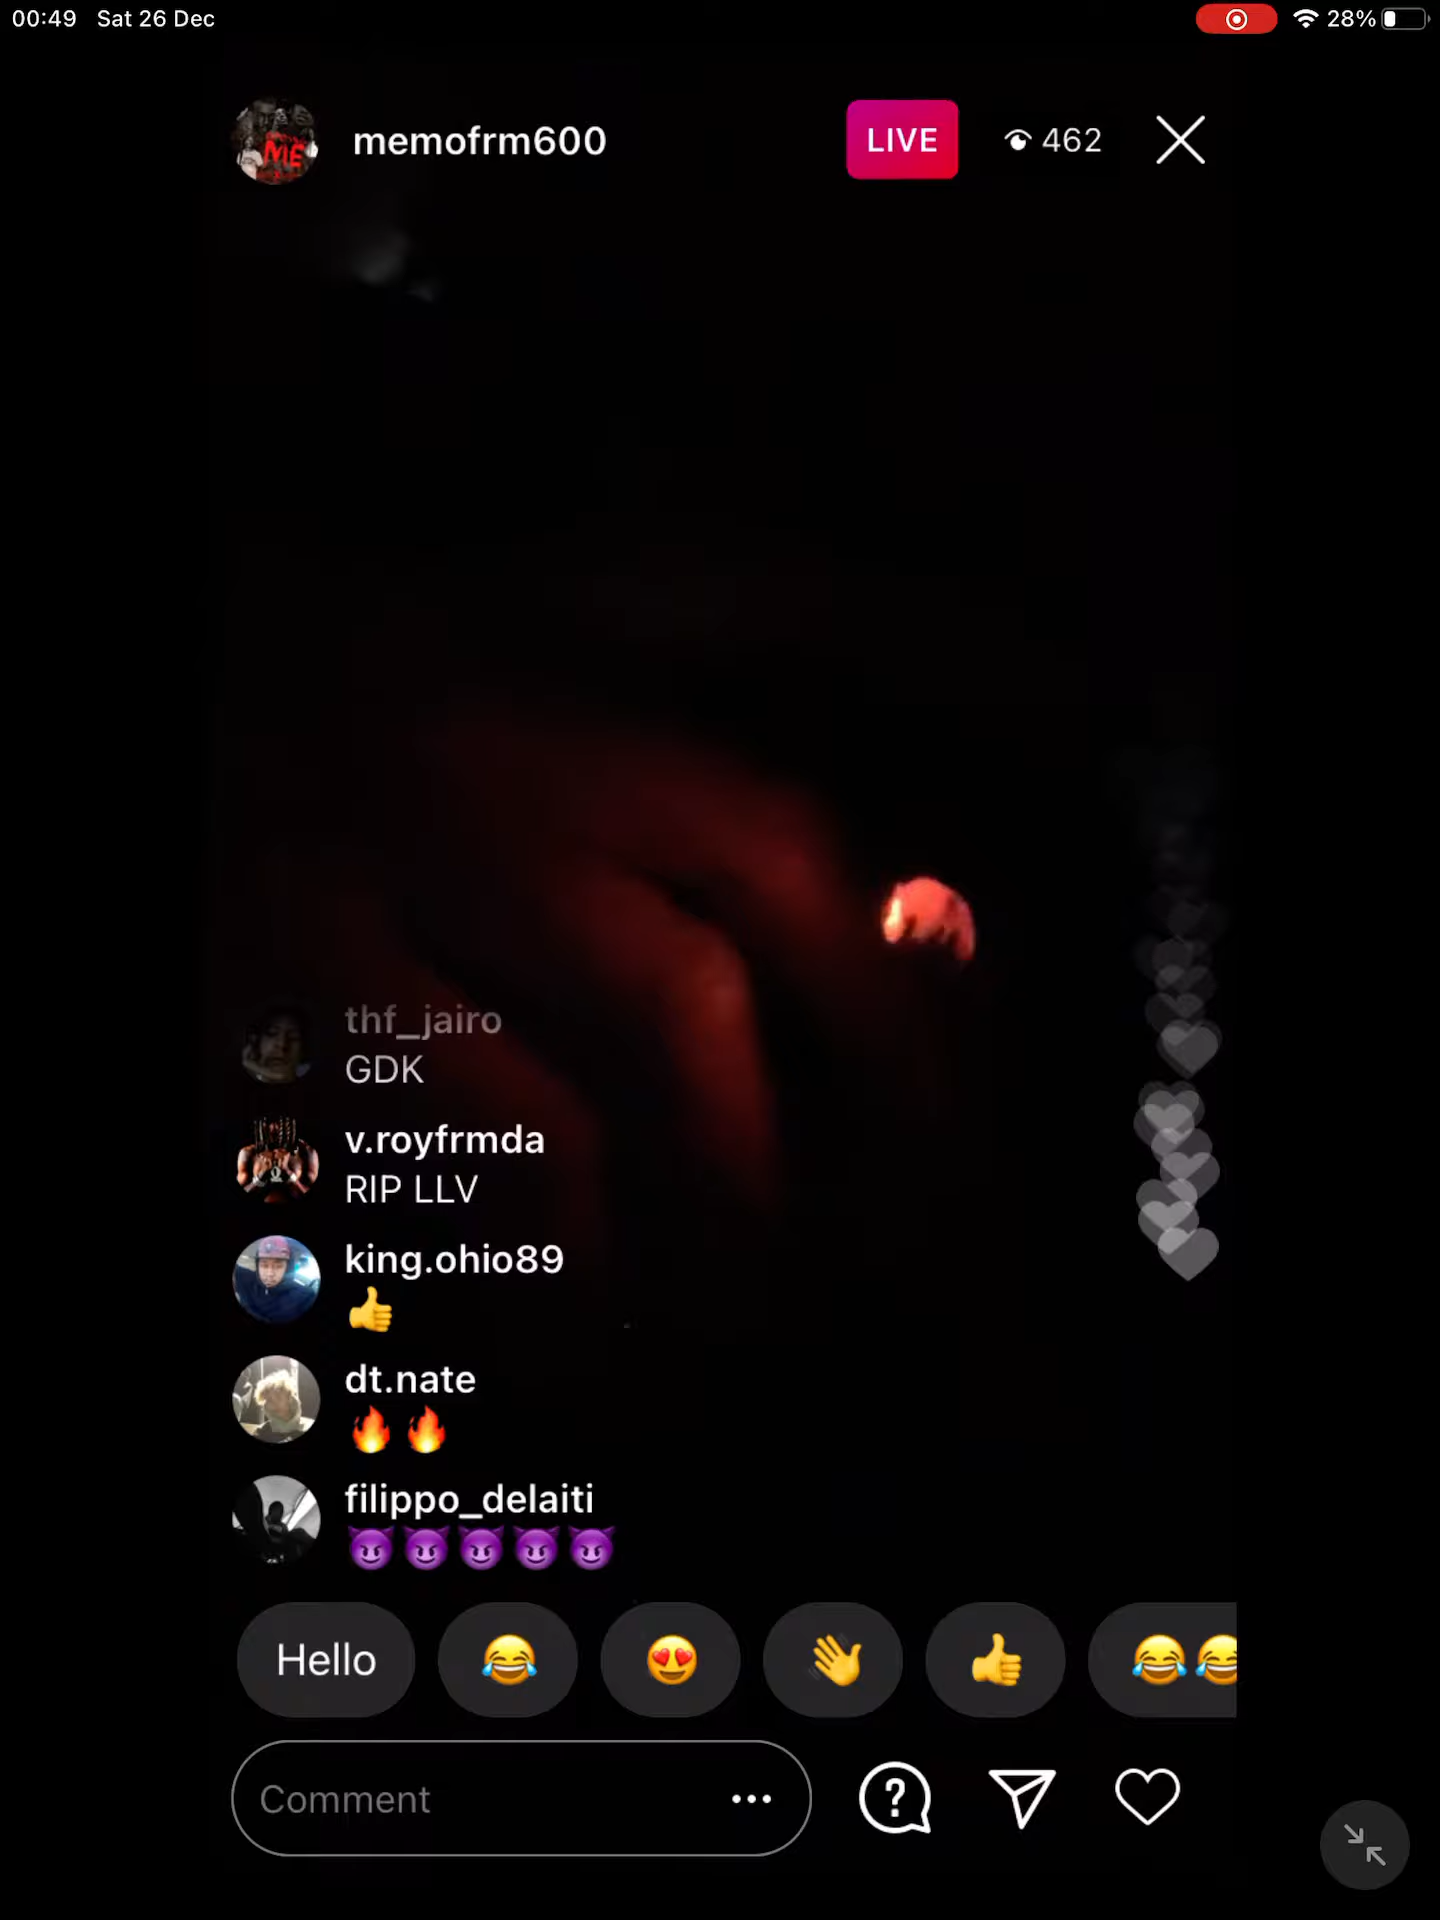 00:49 Sat 26 Dec 28%
memofrm600 LIVE 462
ME
thf_jairo
GDK
v.royfrmda
RIP LLV
king.ohio89
👍
dt.nate
🔥🔥
filippo_delaiti
😈😈😈😈😈
Hello 😂 😍 👋 👍 😂😂
Comment